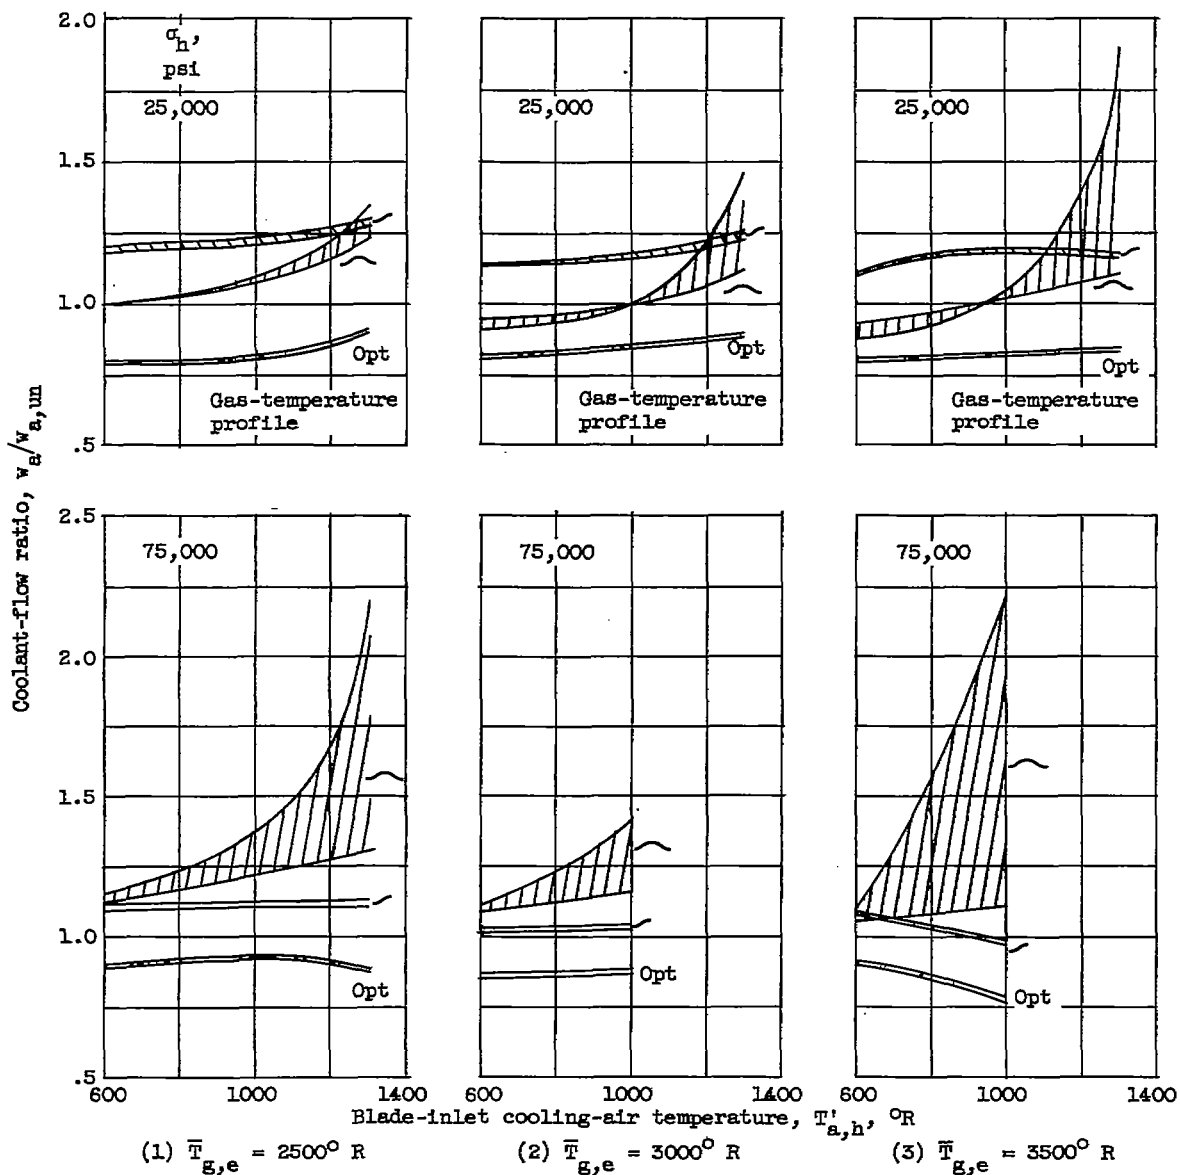 2.0
σh,
psi
25,000
25,000
25,000
1.5
1.0
Opt
Opt
Opt
Gas-temperature
profile
Gas-temperature
profile
Gas-temperature
profile
.5
Coolant-flow ratio, wa/wa,un
2.5
75,000
75,000
75,000
2.0
1.5
1.0
Opt
Opt
Opt
.5
600 1000 1400 600 1000 1400 600 1000 1400
Blade-inlet cooling-air temperature, T'a,h, °R
(1) T̄g,e = 2500° R (2) T̄g,e = 3000° R (3) T̄g,e = 3500° R